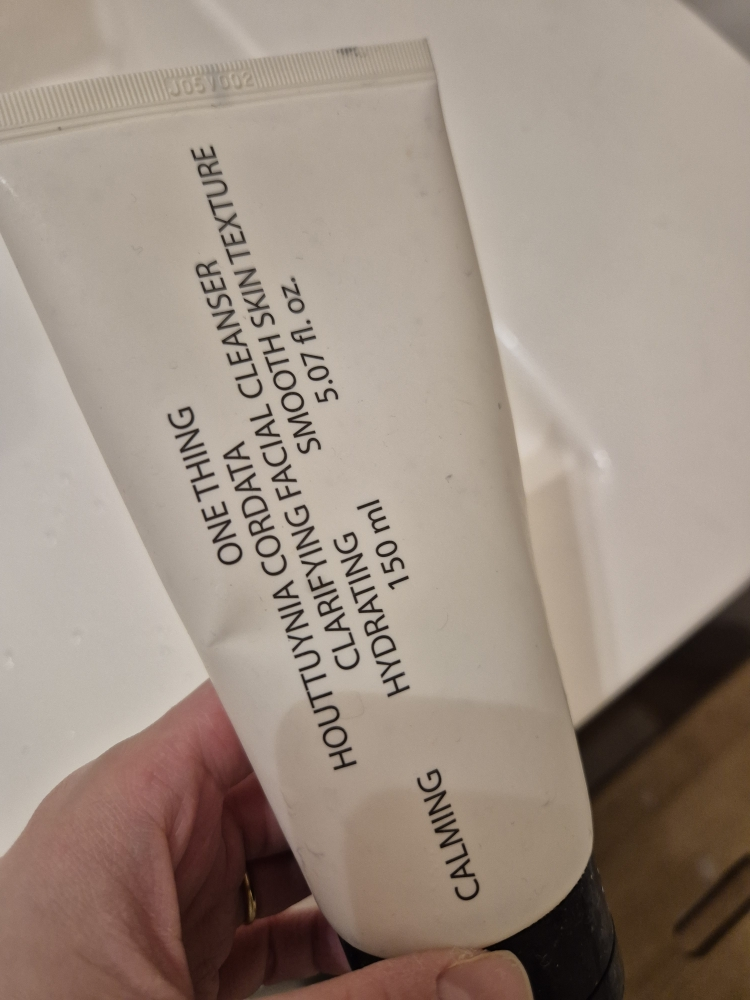 ONE THING
HOUTTUYNIA CORDATA
CLARIFYING FACIAL CLEANSER
CALMING HYDRATING SMOOTH SKIN TEXTURE
150 ml 5.07 fl. oz.